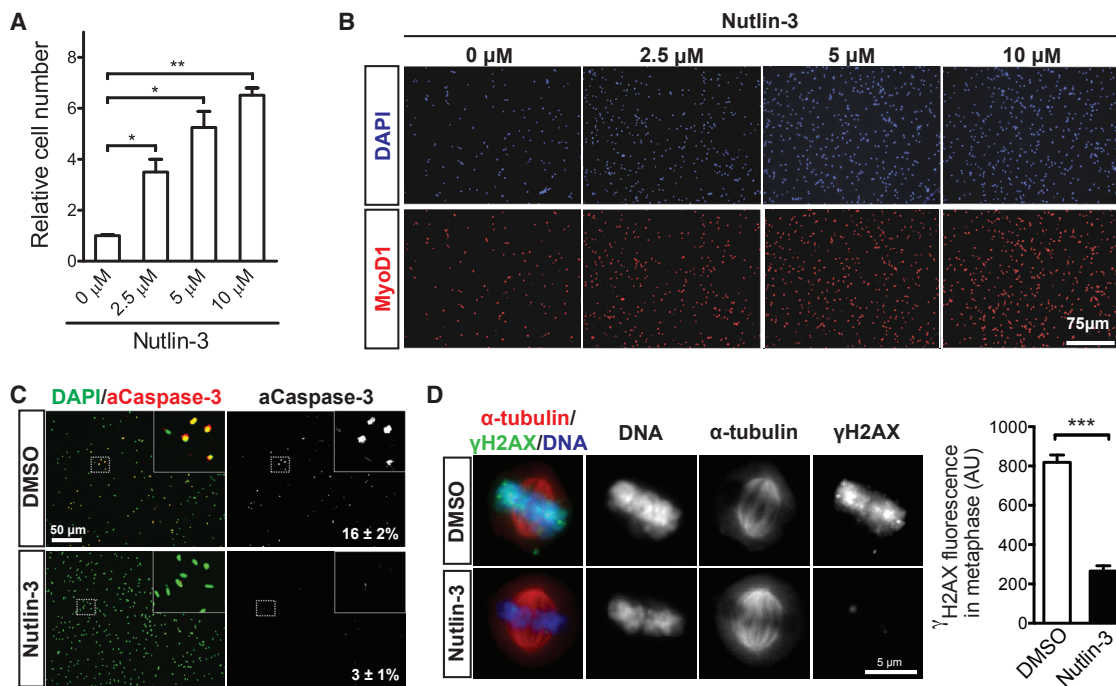 A
Relative cell number
8
6
4
2
0
*
*
**
0 µM
2.5 µM
5 µM
10 µM
Nutlin-3
B
Nutlin-3
0 µM 2.5 µM 5 µM 10 µM
DAPI
MyoD1
75µm
C
DAPI/aCaspase-3 aCaspase-3
DMSO
50 µm
16 ± 2%
Nutlin-3
3 ± 1%
D
α-tubulin/
γH2AX/DNA
DNA
α-tubulin
γH2AX
DMSO
Nutlin-3
5 µm
γH2AX fluorescence
in metaphase (AU)
1000
800
600
400
200
0
***
DMSO
Nutlin-3